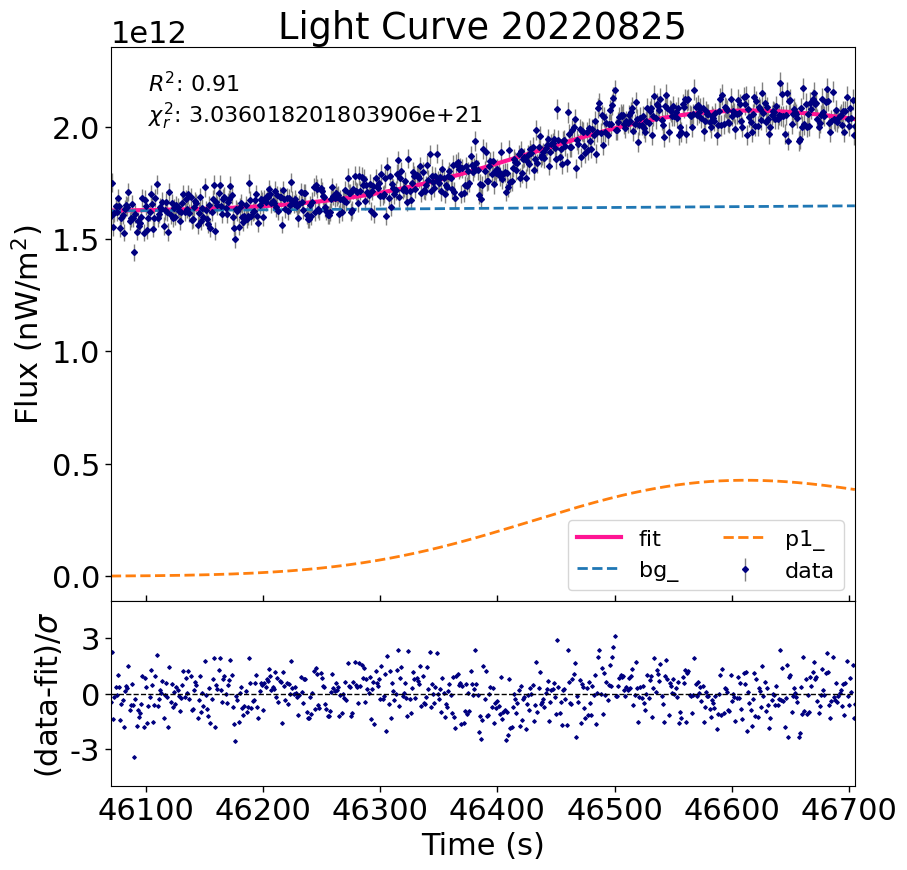 Light Curve 20220825
1e12
R²: 0.91
χ²ᵣ: 3.036018201803906e+21
Flux (nW/m²)
2.0
1.5
1.0
0.5
0.0
fit
bg_
p1_
data
(data-fit)/σ
3
0
-3
46100 46200 46300 46400 46500 46600 46700
Time (s)